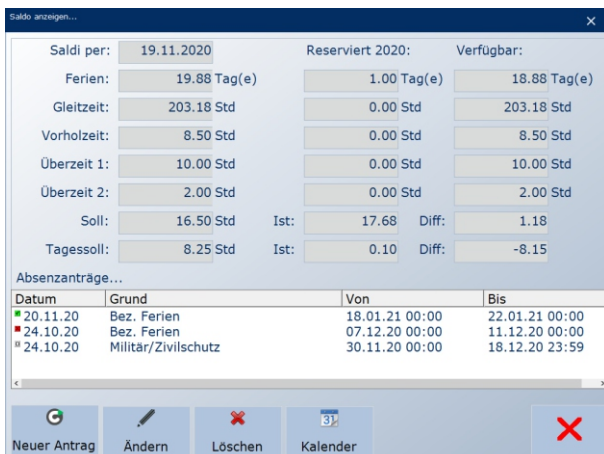 Saldo anzeigen...
Saldi per: 19.11.2020 Reserviert 2020: Verfügbar:
Ferien: 19.88 Tag(e) 1.00 Tag(e) 18.88 Tag(e)
Gleitzeit: 203.18 Std 0.00 Std 203.18 Std
Vorholzeit: 8.50 Std 0.00 Std 8.50 Std
Überzeit 1: 10.00 Std 0.00 Std 10.00 Std
Überzeit 2: 2.00 Std 0.00 Std 2.00 Std
Soll: 16.50 Std Ist: 17.68 Diff: 1.18
Tagessoll: 8.25 Std Ist: 0.10 Diff: -8.15
Absenzanträge...
Datum Grund Von Bis
20.11.20 Bez. Ferien 18.01.21 00:00 22.01.21 00:00
24.10.20 Bez. Ferien 07.12.20 00:00 11.12.20 00:00
24.10.20 Militär/Zivilschutz 30.11.20 00:00 18.12.20 23:59
31
Neuer Antrag Ändern Löschen Kalender